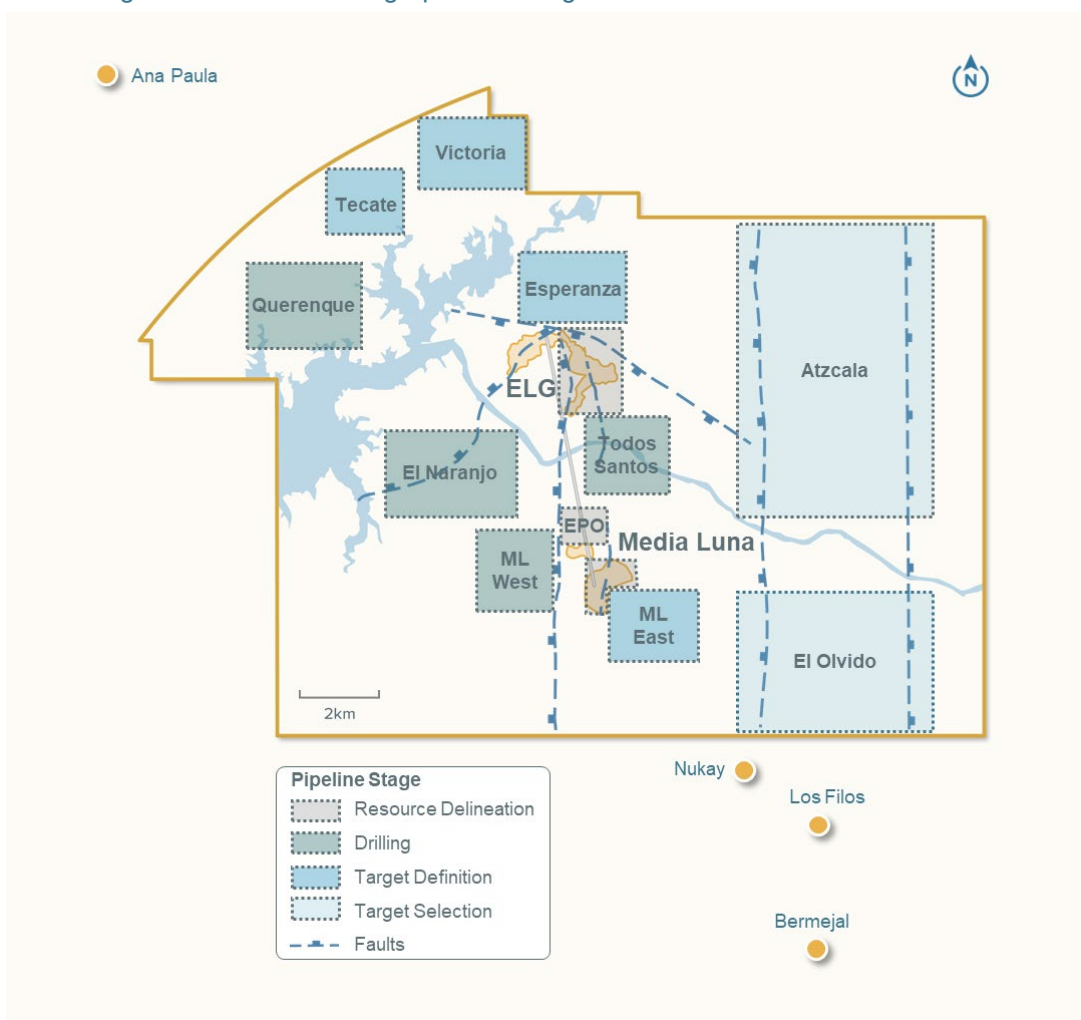 Ana Paula
N
Victoria
Tecate
Esperanza
Querenque
Atzcala
ELG
Todos
Santos
El Naranjo
EPO
Media Luna
ML
West
ML
East
El Olvido
2km
Nukay
Los Filos
Bermejal
Pipeline Stage
Resource Delineation
Drilling
Target Definition
Target Selection
Faults